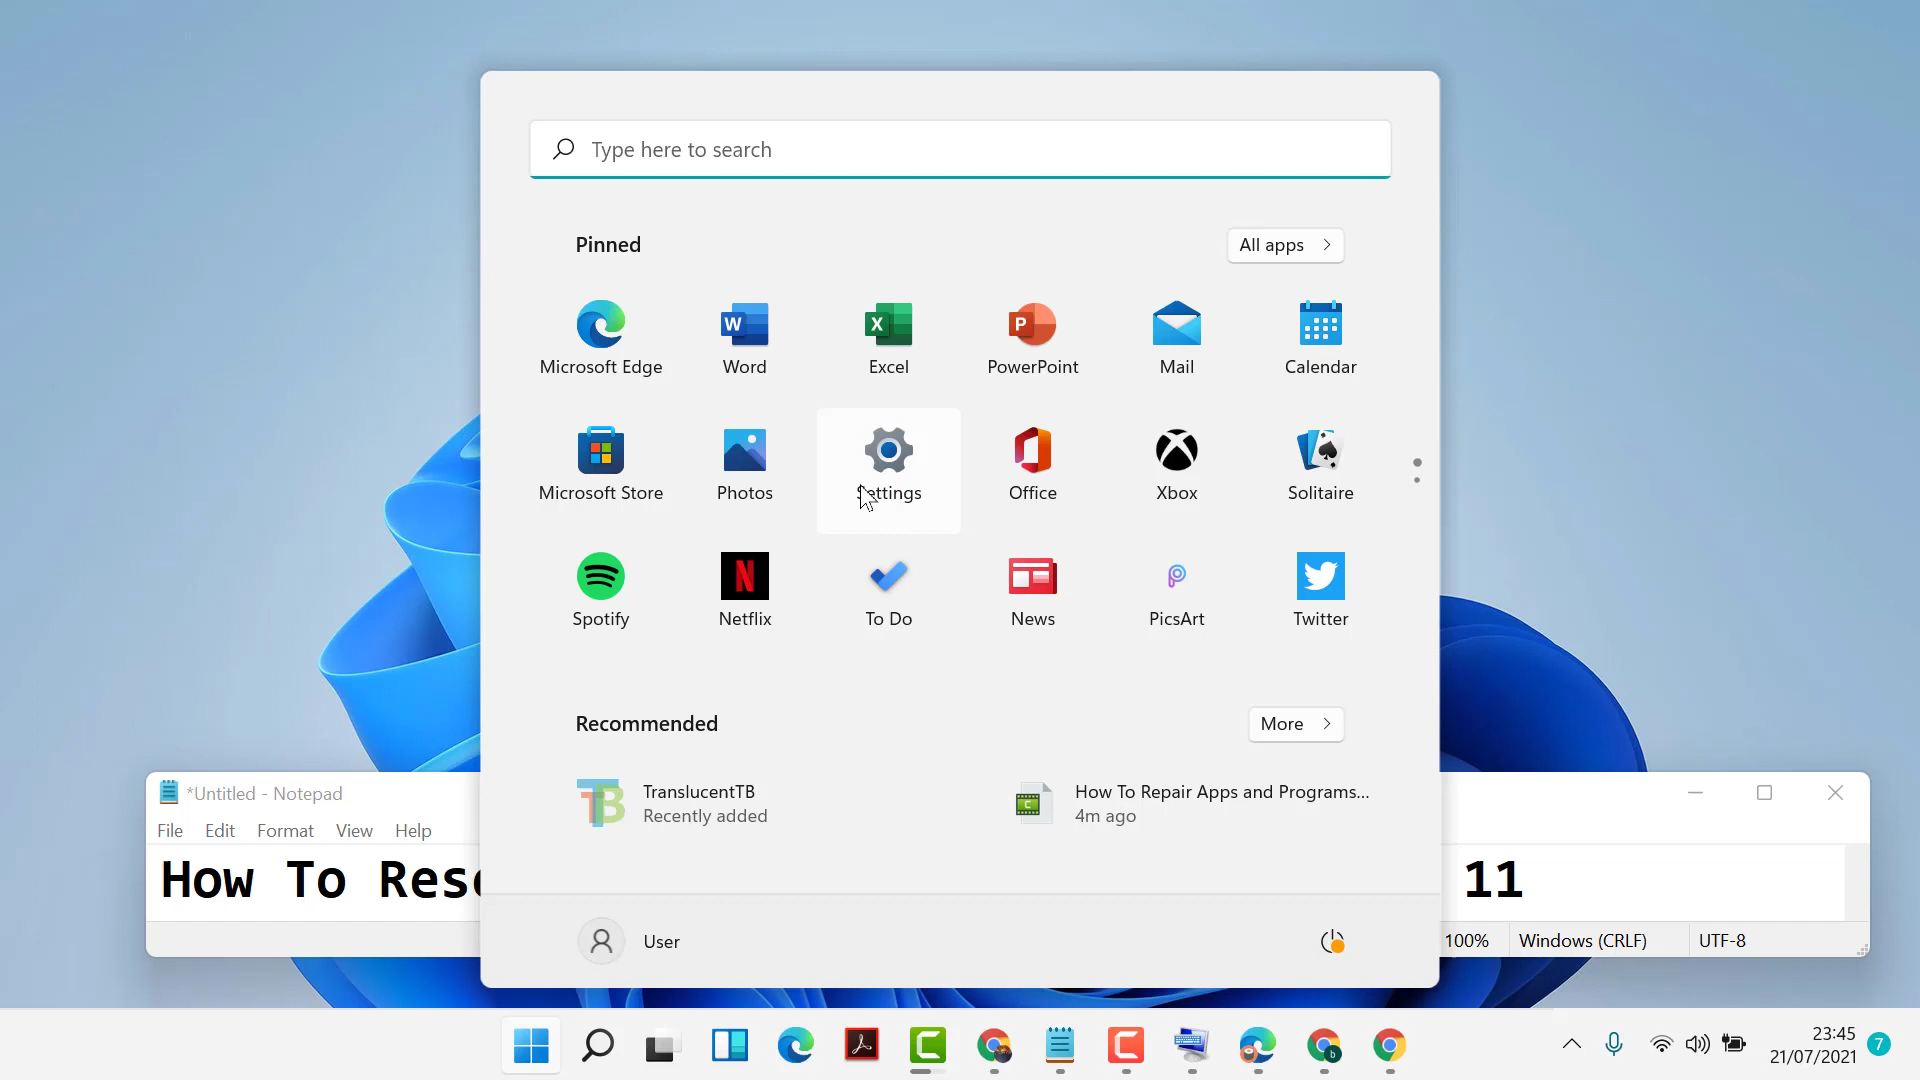 Type here to search
Pinned
All apps
Microsoft Edge
Word
Excel
PowerPoint
Mail
Calendar
Microsoft Store
Photos
Settings
Office
Xbox
Solitaire
Spotify
Netflix
To Do
News
PicsArt
Twitter
Recommended
More
TranslucentTB
Recently added
How To Repair Apps and Programs...
4m ago
User
*Untitled - Notepad
File Edit Format View Help
How To Rese 11
100% Windows (CRLF) UTF-8
23:45
21/07/2021
7